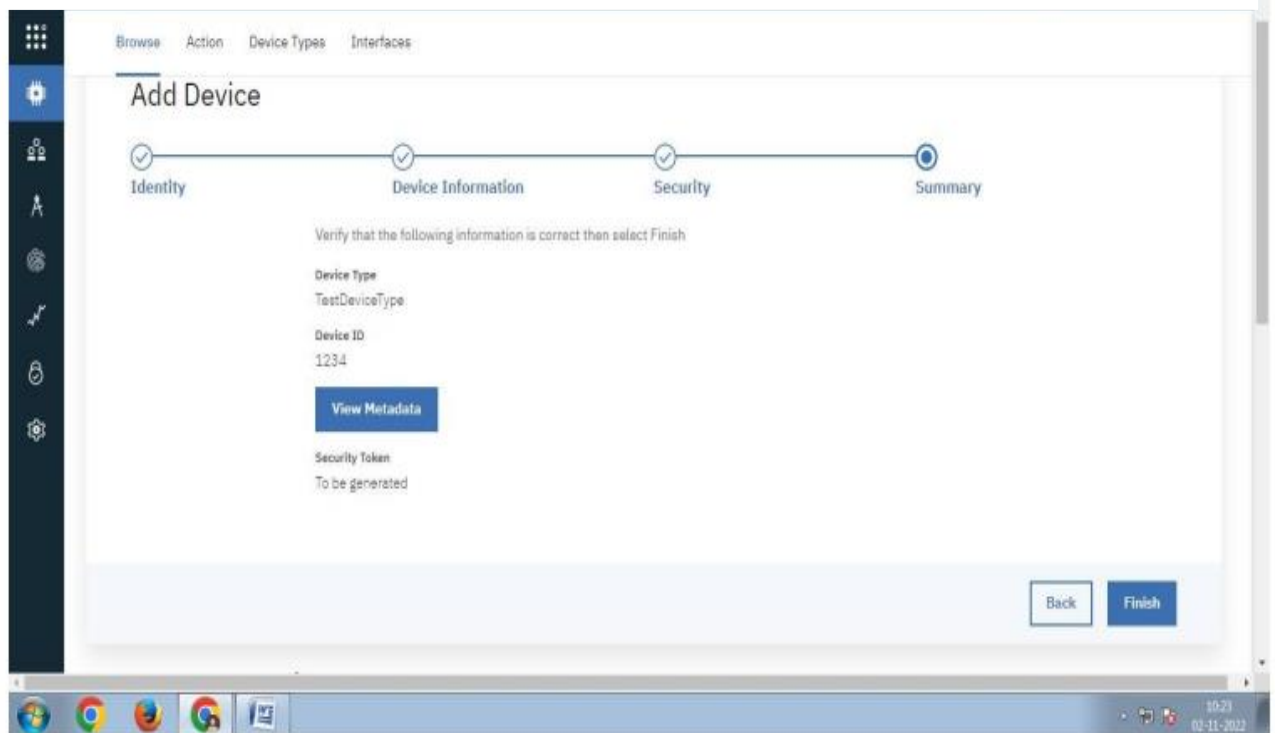 Browse Action Device Types Interfaces
Add Device
Identity Device Information Security Summary
Verify that the following information is correct then select Finish
Device Type
TestDeviceType
Device ID
1234
View Metadata
Security Token
To be generated
Back Finish
10:23
02-11-2022